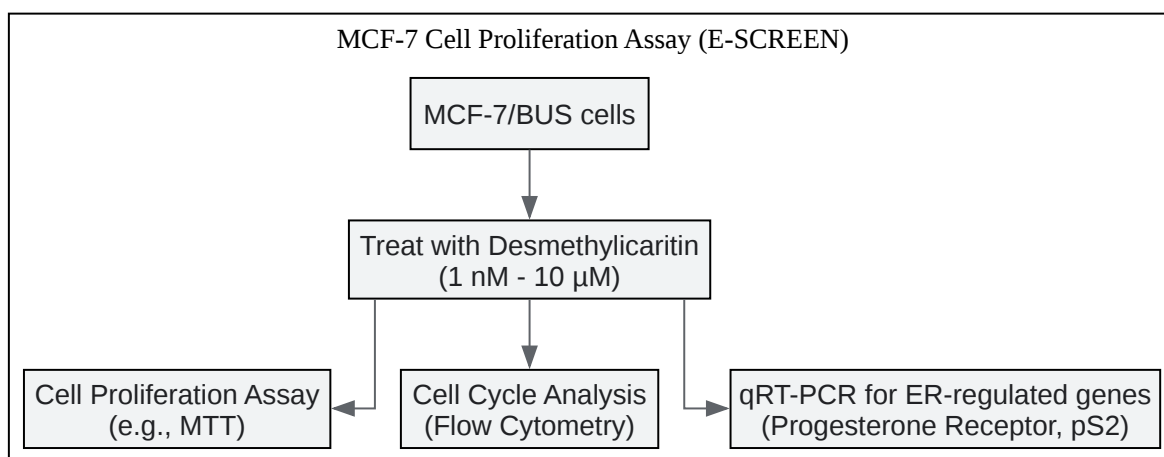 MCF-7 Cell Proliferation Assay (E-SCREEN)
MCF-7/BUS cells
Treat with Desmethylicaritin
(1 nM - 10 µM)
Cell Proliferation Assay
(e.g., MTT)
Cell Cycle Analysis
(Flow Cytometry)
qRT-PCR for ER-regulated genes
(Progesterone Receptor, pS2)